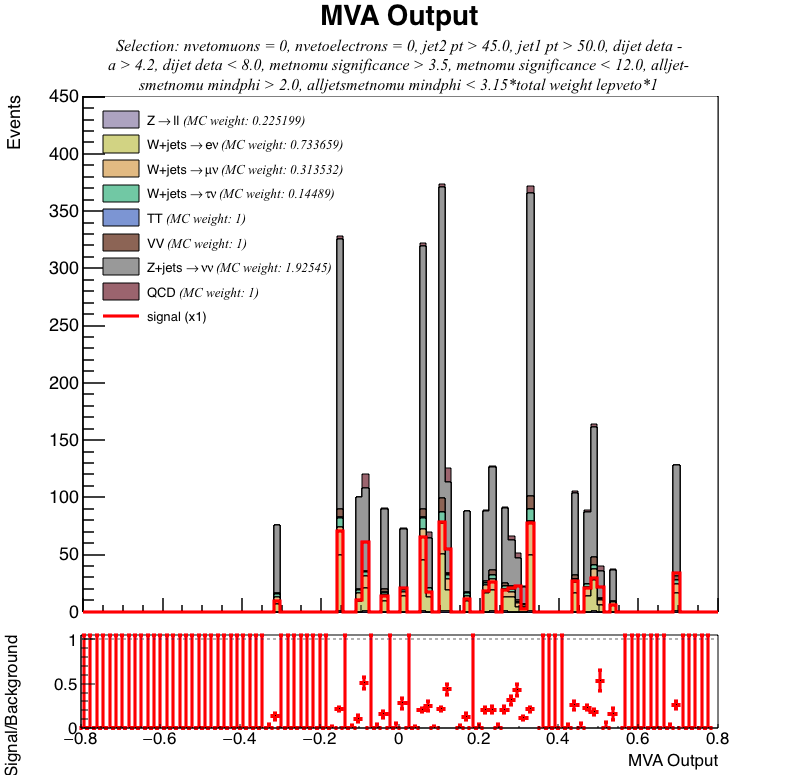 MVA Output
Selection: nvetomuons = 0, nvetoelectrons = 0, jet2 pt > 45.0, jet1 pt > 50.0, dijet deta -
a > 4.2, dijet deta < 8.0, metnomu significance > 3.5, metnomu significance < 12.0, alljet-
smetnomu mindphi > 2.0, alljetsmetnomu mindphi < 3.15*total weight lepveto*1
Events
450
400
350
300
250
200
150
100
50
0
Z→ll (MC weight: 0.225199)
W+jets→eν (MC weight: 0.733659)
W+jets→μν (MC weight: 0.313532)
W+jets→τν (MC weight: 0.14489)
TT (MC weight: 1)
VV (MC weight: 1)
Z+jets→νν (MC weight: 1.92545)
QCD (MC weight: 1)
signal (x1)
Signal/Background
1
0.5
0
−0.8 −0.6 −0.4 −0.2 0 0.2 0.4 0.6 0.8
MVA Output